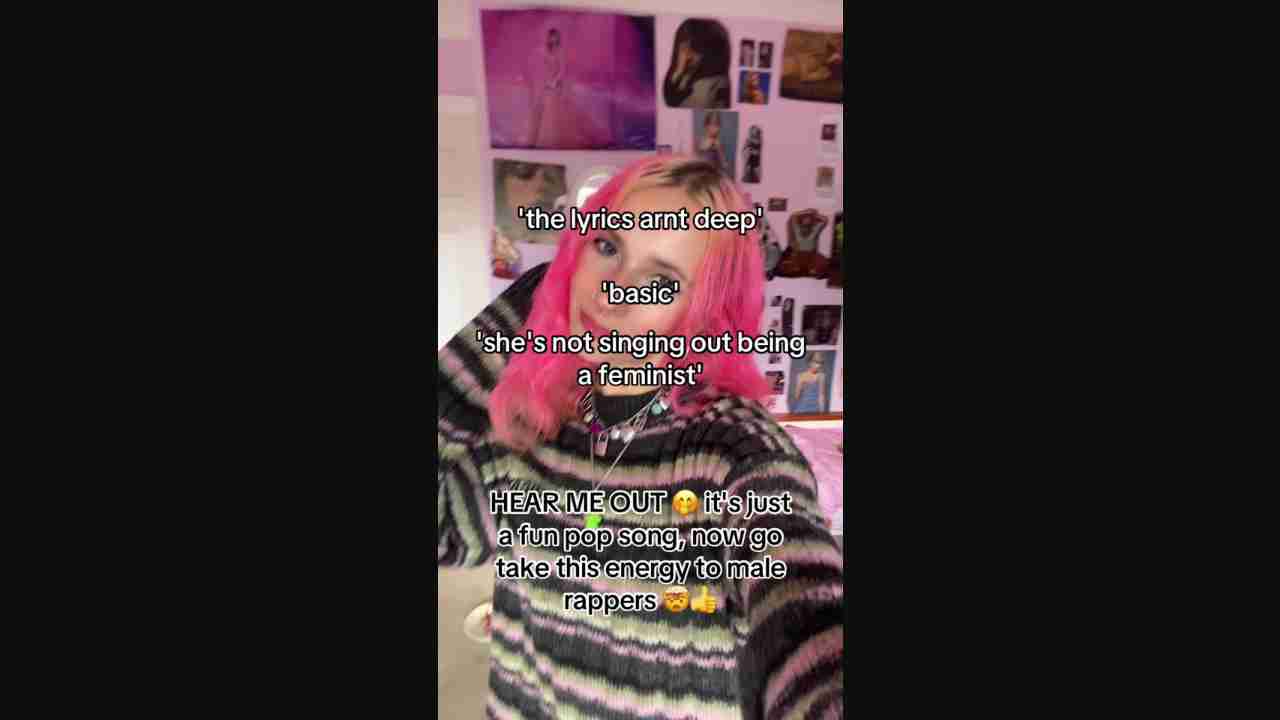 'the lyrics arnt deep'
'basic'
'she's not singing out being
a feminist'
HEAR ME OUT 🤭 it's just
a fun pop song, now go
take this energy to male
rappers 🤯👍